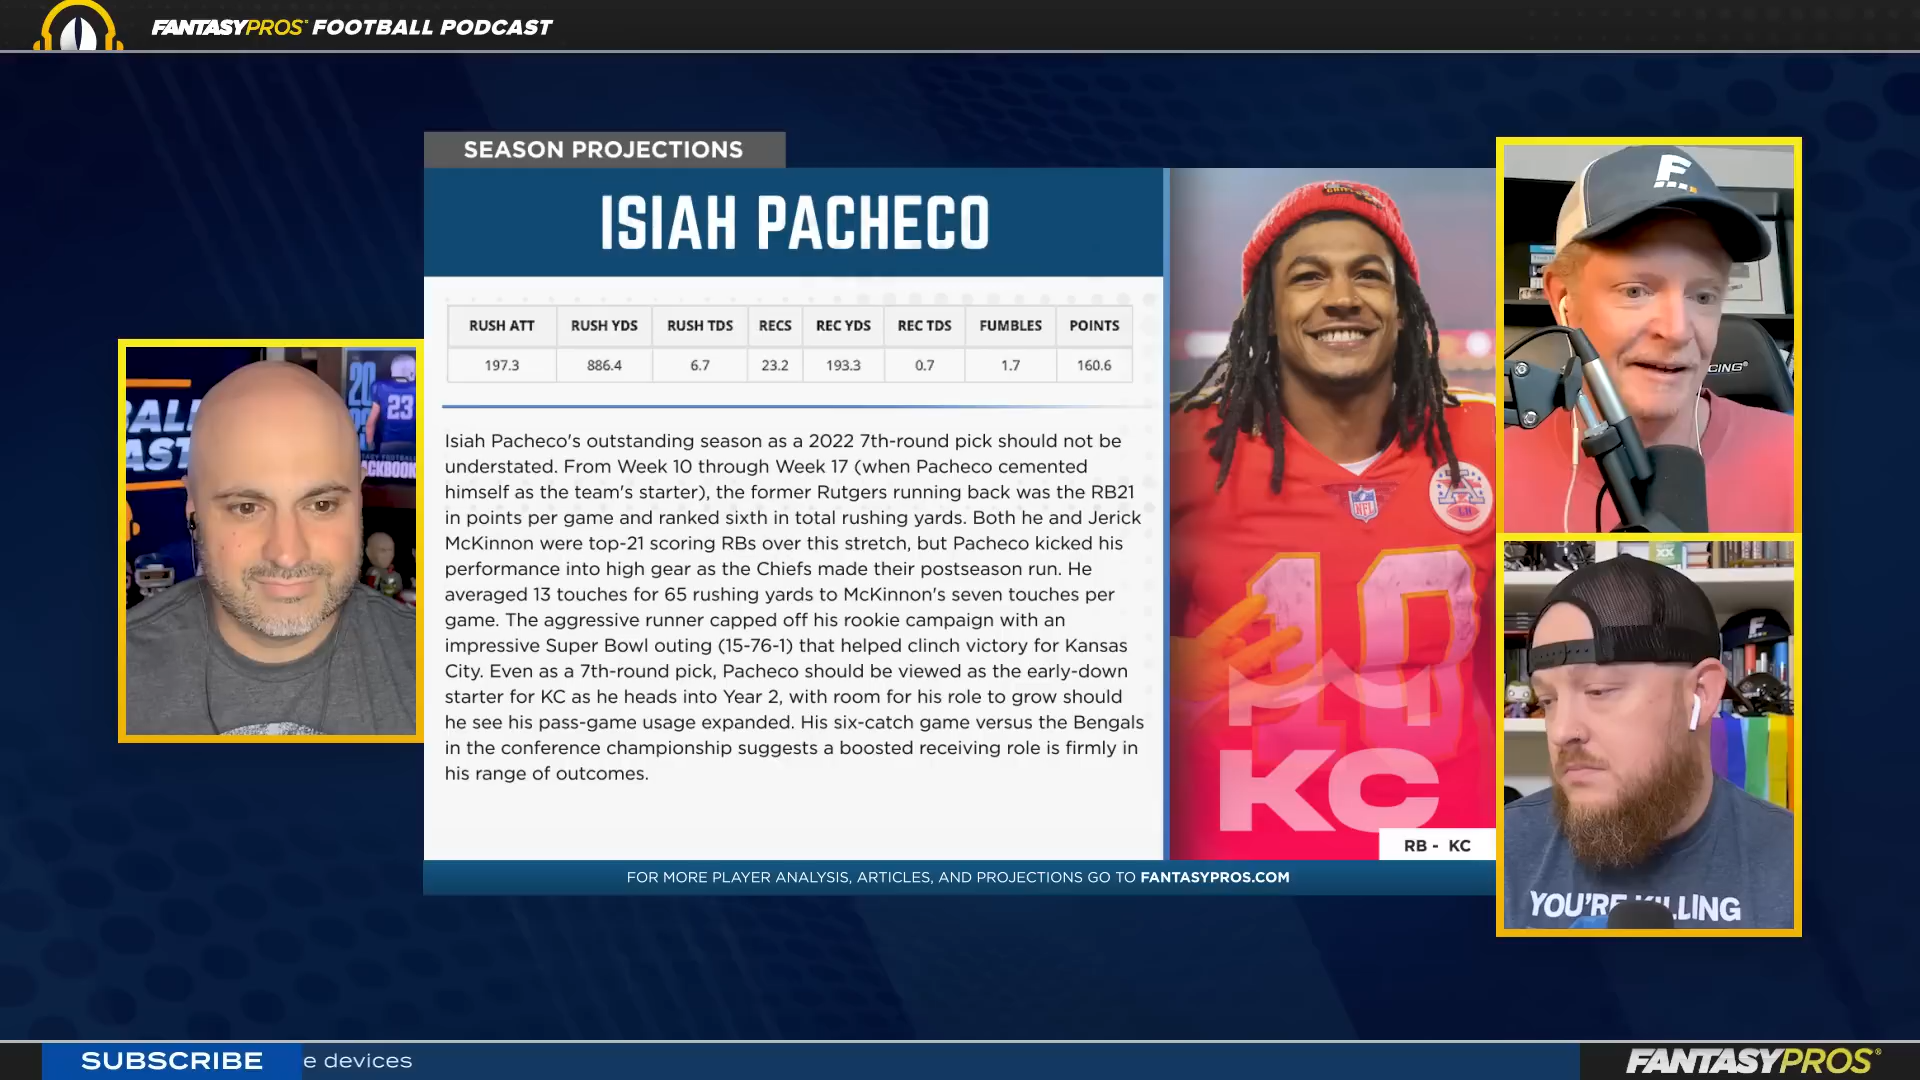 FANTASYPROS® FOOTBALL PODCAST
SEASON PROJECTIONS
ISIAH PACHECO
RUSH ATT RUSH YDS RUSH TDS RECS REC YDS REC TDS FUMBLES POINTS
197.3 886.4 6.7 23.2 193.3 0.7 1.7 160.6
Isiah Pacheco's outstanding season as a 2022 7th-round pick should not be
understated. From Week 10 through Week 17 (when Pacheco cemented
himself as the team's starter), the former Rutgers running back was the RB21
in points per game and ranked sixth in total rushing yards. Both he and Jerick
McKinnon were top-21 scoring RBs over this stretch, but Pacheco kicked his
performance into high gear as the Chiefs made their postseason run. He
averaged 13 touches for 65 rushing yards to McKinnon's seven touches per
game. The aggressive runner capped off his rookie campaign with an
impressive Super Bowl outing (15-76-1) that helped clinch victory for Kansas
City. Even as a 7th-round pick, Pacheco should be viewed as the early-down
starter for KC as he heads into Year 2, with room for his role to grow should
he see his pass-game usage expanded. His six-catch game versus the Bengals
in the conference championship suggests a boosted receiving role is firmly in
his range of outcomes.
NFL
10
KC
RB - KC
FOR MORE PLAYER ANALYSIS, ARTICLES, AND PROJECTIONS GO TO FANTASYPROS.COM
20
23
F
CING®
F
YOU'RE KILLING
SUBSCRIBE
e devices
FANTASYPROS®